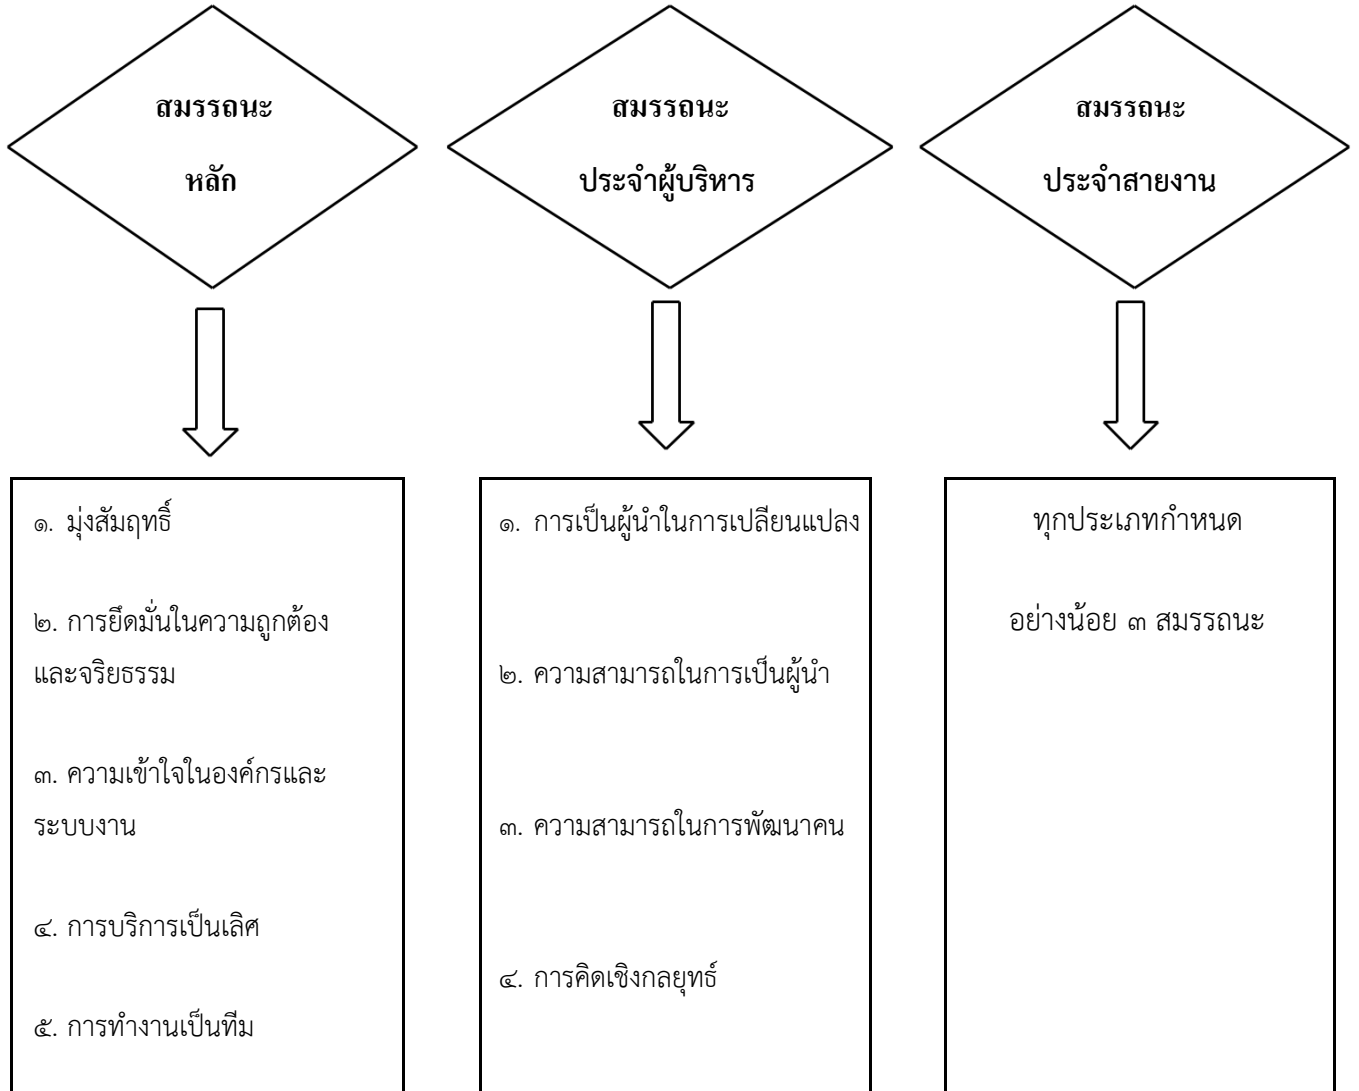 สมรรถนะ
หลัก
สมรรถนะ
ประจำผู้บริหาร
สมรรถนะ
ประจำสายงาน
๑. มุ่งสัมฤทธิ์
๒. การยึดมั่นในความถูกต้อง
และจริยธรรม
๓. ความเข้าใจในองค์กรและ
ระบบงาน
๔. การบริการเป็นเลิศ
๕. การทำงานเป็นทีม
๑. การเป็นผู้นำในการเปลียนแปลง
๒. ความสามารถในการเป็นผู้นำ
๓. ความสามารถในการพัฒนาคน
๔. การคิดเชิงกลยุทธ์
ทุกประเภทกำหนด
อย่างน้อย ๓ สมรรถนะ